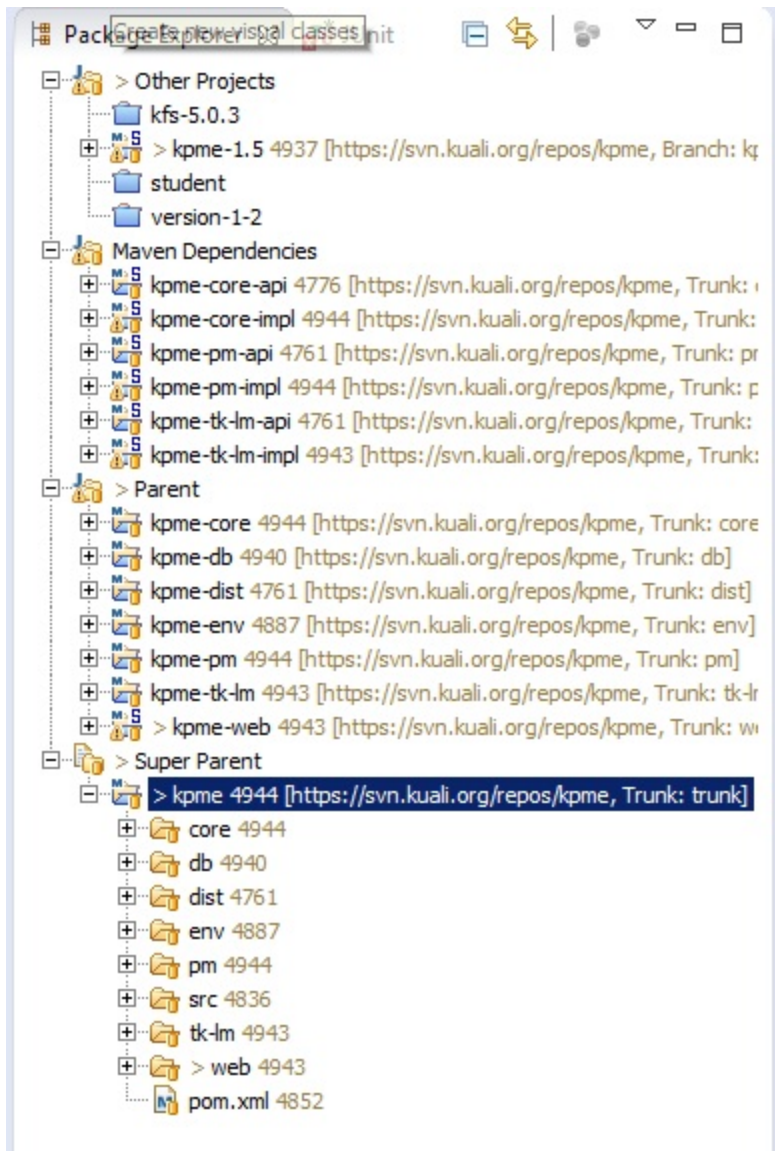 Package Explorer Create new visual classes nit
> Other Projects
kfs-5.0.3
> kpme-1.5 4937 [https://svn.kuali.org/repos/kpme, Branch: kp
student
version-1-2
Maven Dependencies
kpme-core-api 4776 [https://svn.kuali.org/repos/kpme, Trunk:
kpme-core-impl 4944 [https://svn.kuali.org/repos/kpme, Trunk:
kpme-pm-api 4761 [https://svn.kuali.org/repos/kpme, Trunk: pr
kpme-pm-impl 4944 [https://svn.kuali.org/repos/kpme, Trunk: p
kpme-tk-lm-api 4761 [https://svn.kuali.org/repos/kpme, Trunk:
kpme-tk-lm-impl 4943 [https://svn.kuali.org/repos/kpme, Trunk:
> Parent
kpme-core 4944 [https://svn.kuali.org/repos/kpme, Trunk: core
kpme-db 4940 [https://svn.kuali.org/repos/kpme, Trunk: db]
kpme-dist 4761 [https://svn.kuali.org/repos/kpme, Trunk: dist]
kpme-env 4887 [https://svn.kuali.org/repos/kpme, Trunk: env]
kpme-pm 4944 [https://svn.kuali.org/repos/kpme, Trunk: pm]
kpme-tk-lm 4943 [https://svn.kuali.org/repos/kpme, Trunk: tk-lr
> kpme-web 4943 [https://svn.kuali.org/repos/kpme, Trunk: w
> Super Parent
> kpme 4944 [https://svn.kuali.org/repos/kpme, Trunk: trunk]
core 4944
db 4940
dist 4761
env 4887
pm 4944
src 4836
tk-lm 4943
> web 4943
pom.xml 4852